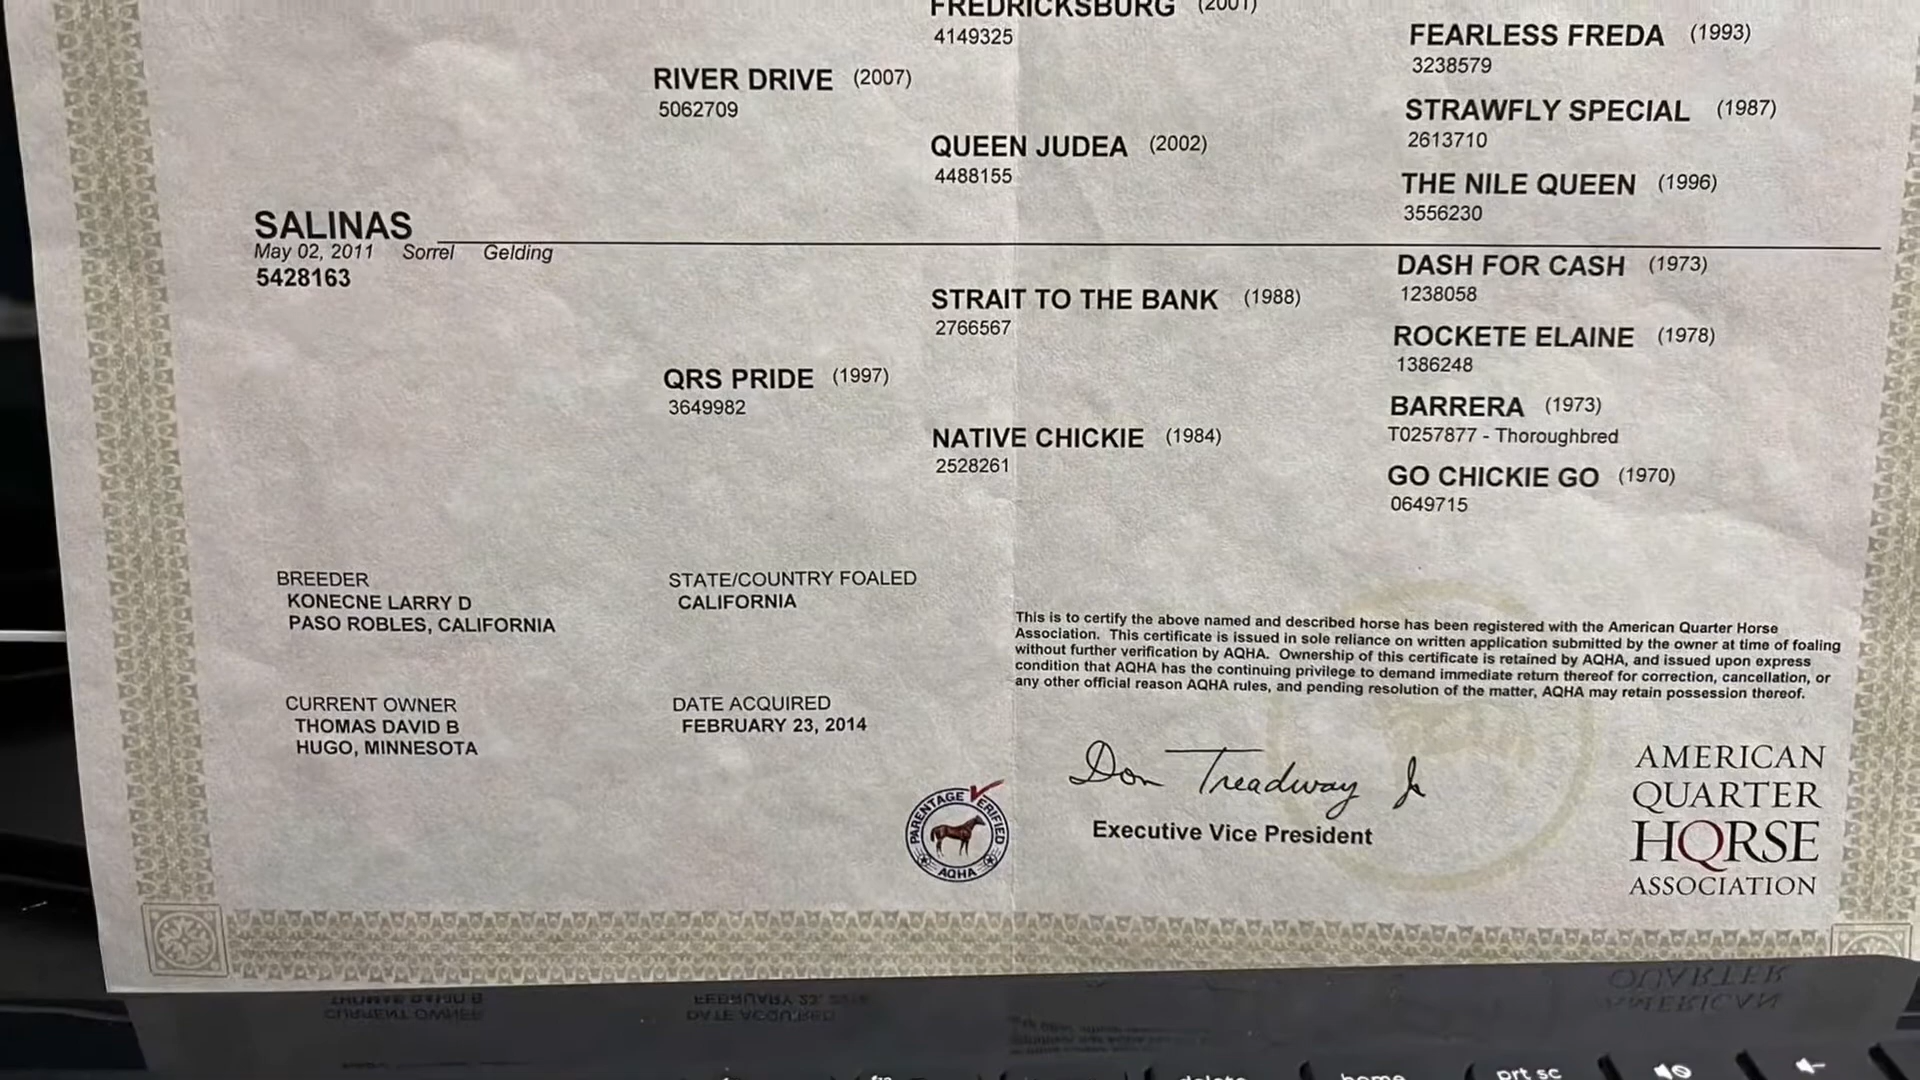 FREDRICKSBURG (2001)
4149325
FEARLESS FREDA (1993)
3238579
RIVER DRIVE (2007)
5062709
STRAWFLY SPECIAL (1987)
2613710
QUEEN JUDEA (2002)
4488155
THE NILE QUEEN (1996)
3556230
SALINAS
May 02, 2011 Sorrel Gelding
5428163
DASH FOR CASH (1973)
1238058
STRAIT TO THE BANK (1988)
2766567
ROCKETE ELAINE (1978)
1386248
QRS PRIDE (1997)
3649982
BARRERA (1973)
T0257877 - Thoroughbred
NATIVE CHICKIE (1984)
2528261
GO CHICKIE GO (1970)
0649715
BREEDER
KONECNE LARRY D
PASO ROBLES, CALIFORNIA
STATE/COUNTRY FOALED
CALIFORNIA
This is to certify the above named and described horse has been registered with the American Quarter Horse
Association. This certificate is issued in sole reliance on written application submitted by the owner at time of foaling
without further verification by AQHA. Ownership of this certificate is retained by AQHA, and issued upon express
condition that AQHA has the continuing privilege to demand immediate return thereof for correction, cancellation, or
any other official reason AQHA rules, and pending resolution of the matter, AQHA may retain possession thereof.
CURRENT OWNER
THOMAS DAVID B
HUGO, MINNESOTA
DATE ACQUIRED
FEBRUARY 23, 2014
PARENTAGE VERIFIED
AQHA
Don Treadway Jr
Executive Vice President
AMERICAN
QUARTER
HORSE
ASSOCIATION
delete
home
prt sc